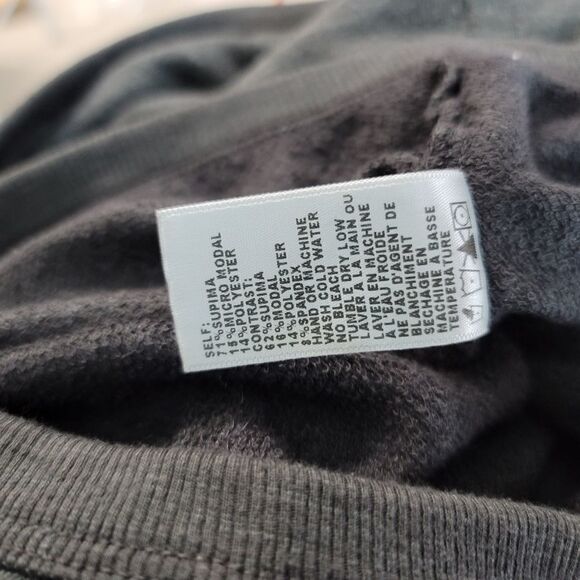 SELF:
71%SUPIMA
15%MICRO MODAL
14%POLYESTER
CONTRAST:
62%SUPIMA
16%MODAL
14%POLYESTER
8%SPANDEX
HAND OR MACHINE
WASH COLD WATER
NO BLEACH
TUMBLE DRY LOW
LAVER A LA MAIN OU
LAVER EN MACHINE
A L'EAU FROIDE
NE PAS D'AGENT DE
BLANCHIMENT
SECHAGE EN
MACHINE A BASSE
TEMPERATURE